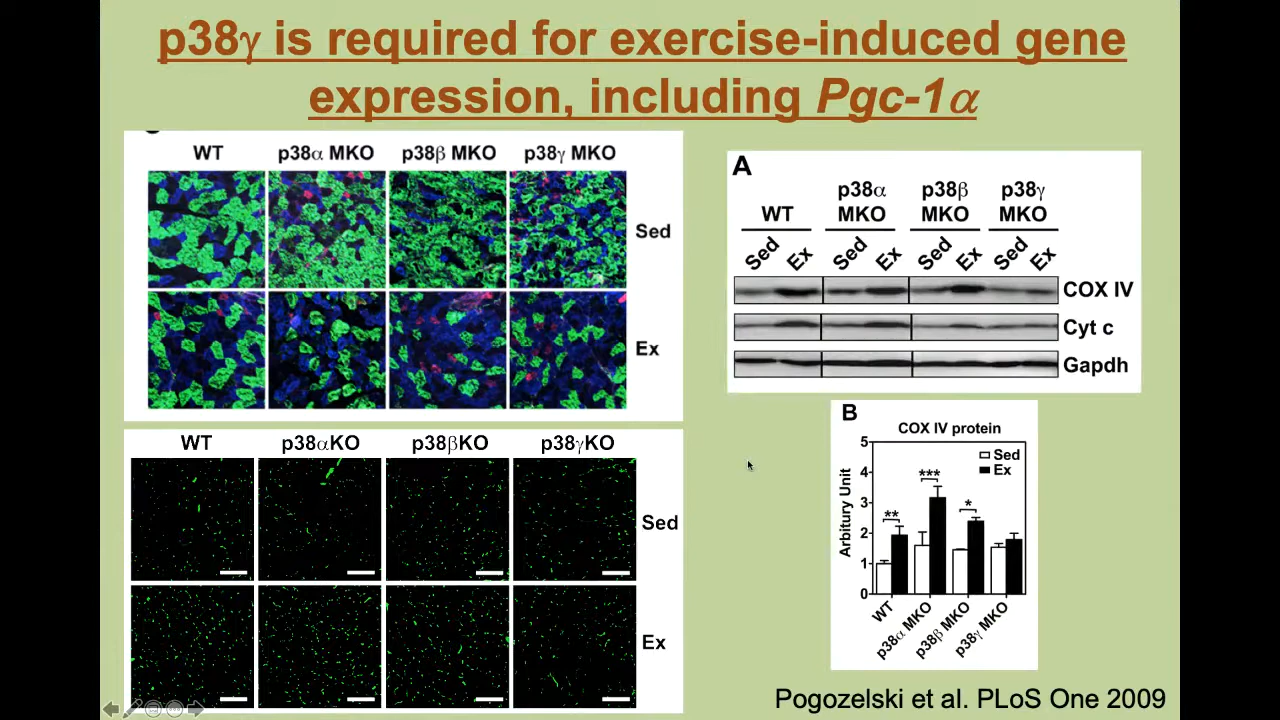 p38γ is required for exercise-induced gene
expression, including Pgc-1α
WT p38α MKO p38β MKO p38γ MKO
Sed
Ex
WT p38αKO p38βKO p38γKO
Sed
Ex
A
WT p38α MKO p38β MKO p38γ MKO
Sed Ex Sed Ex Sed Ex Sed Ex
COX IV
Cyt c
Gapdh
B
COX IV protein
Arbitury Unit
5
4
3
2
1
0
Sed
Ex
** *** *
WT p38α MKO p38β MKO p38γ MKO
Pogozelski et al. PLoS One 2009